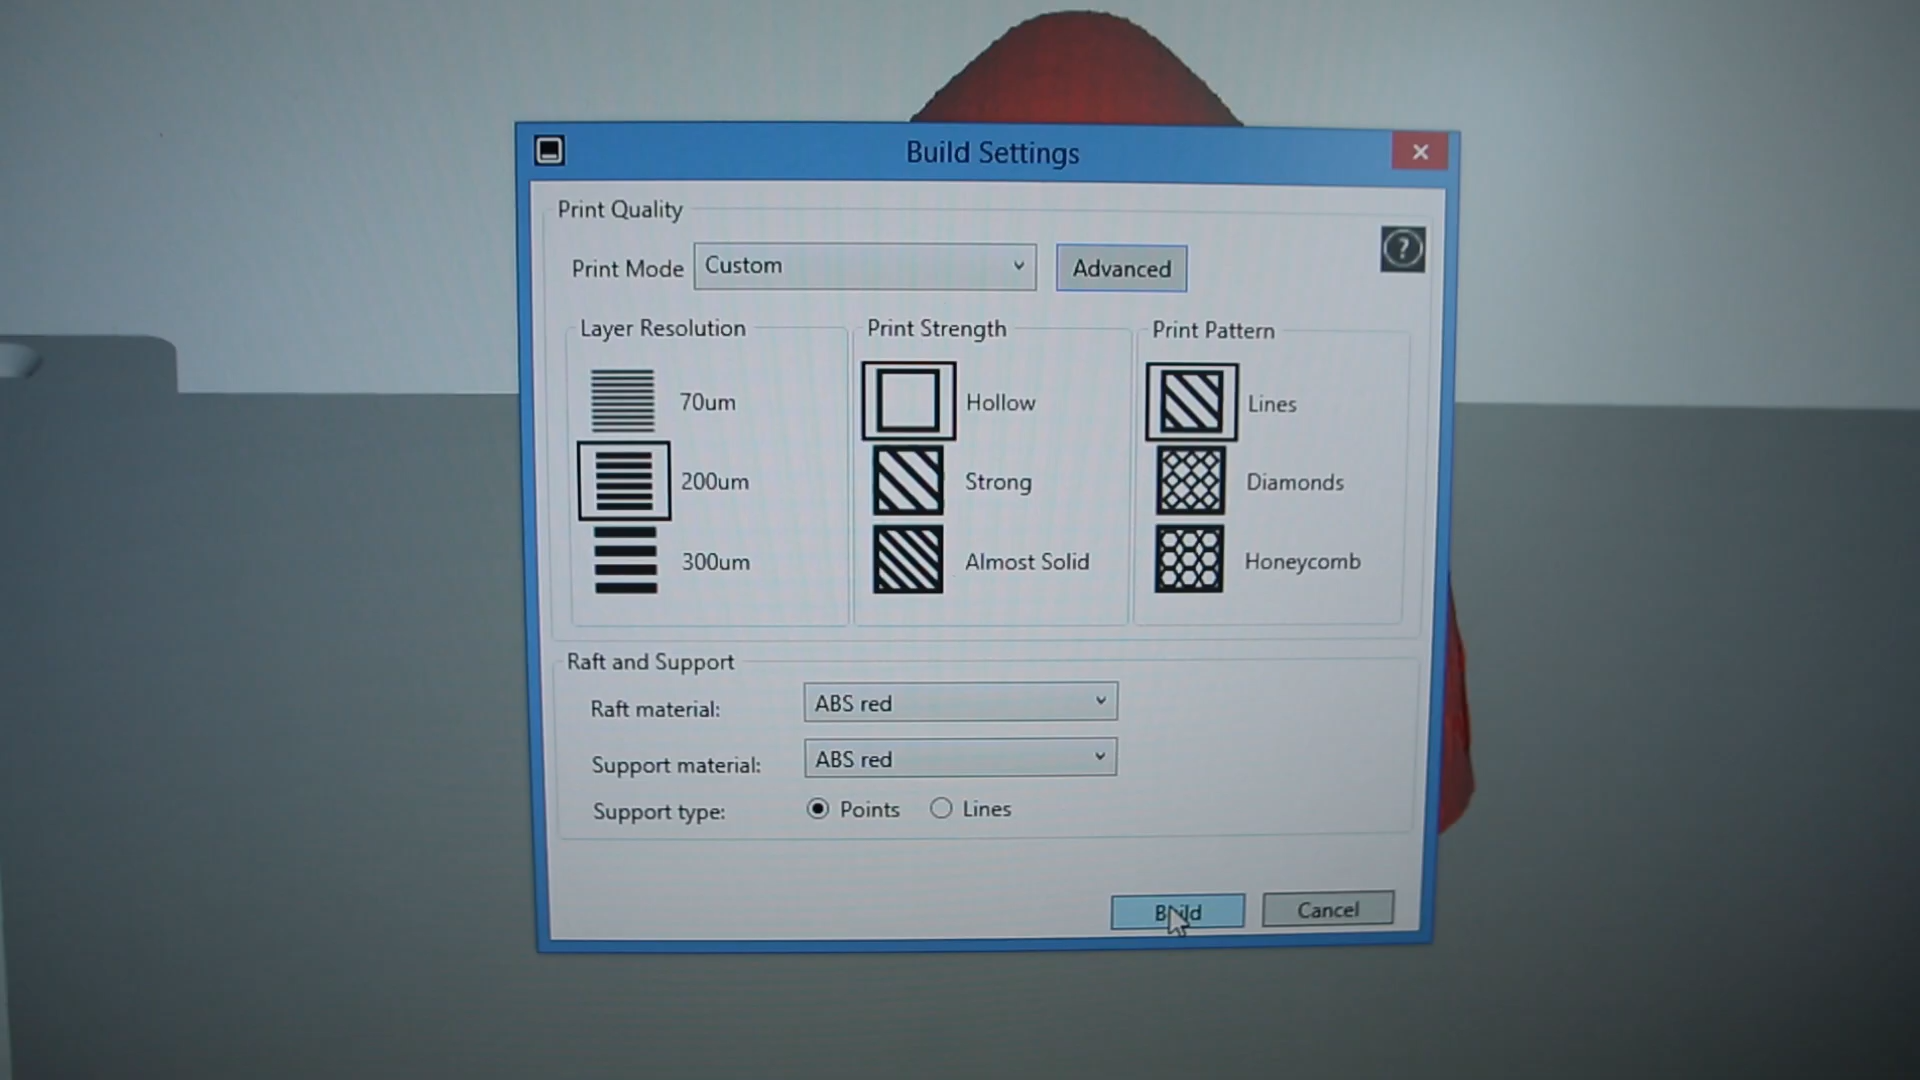 Build Settings
Print Quality
Print Mode Custom Advanced ?
Layer Resolution Print Strength Print Pattern
70um Hollow Lines
200um Strong Diamonds
300um Almost Solid Honeycomb
Raft and Support
Raft material: ABS red
Support material: ABS red
Support type: Points Lines
Build Cancel